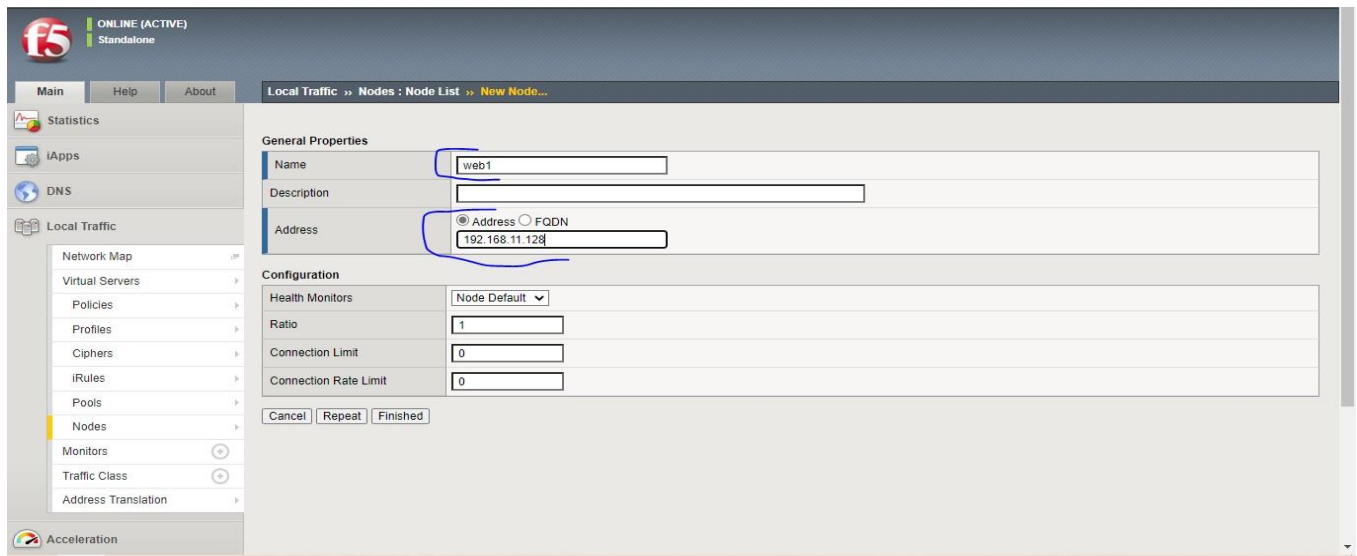 f5
ONLINE (ACTIVE)
Standalone
Main Help About
Local Traffic ›› Nodes : Node List ›› New Node...
Statistics
iApps
DNS
Local Traffic
Network Map
Virtual Servers
Policies
Profiles
Ciphers
iRules
Pools
Nodes
Monitors
Traffic Class
Address Translation
Acceleration
General Properties
Name web1
Description
Address Address FQDN
192.168.11.128
Configuration
Health Monitors Node Default
Ratio 1
Connection Limit 0
Connection Rate Limit 0
Cancel Repeat Finished